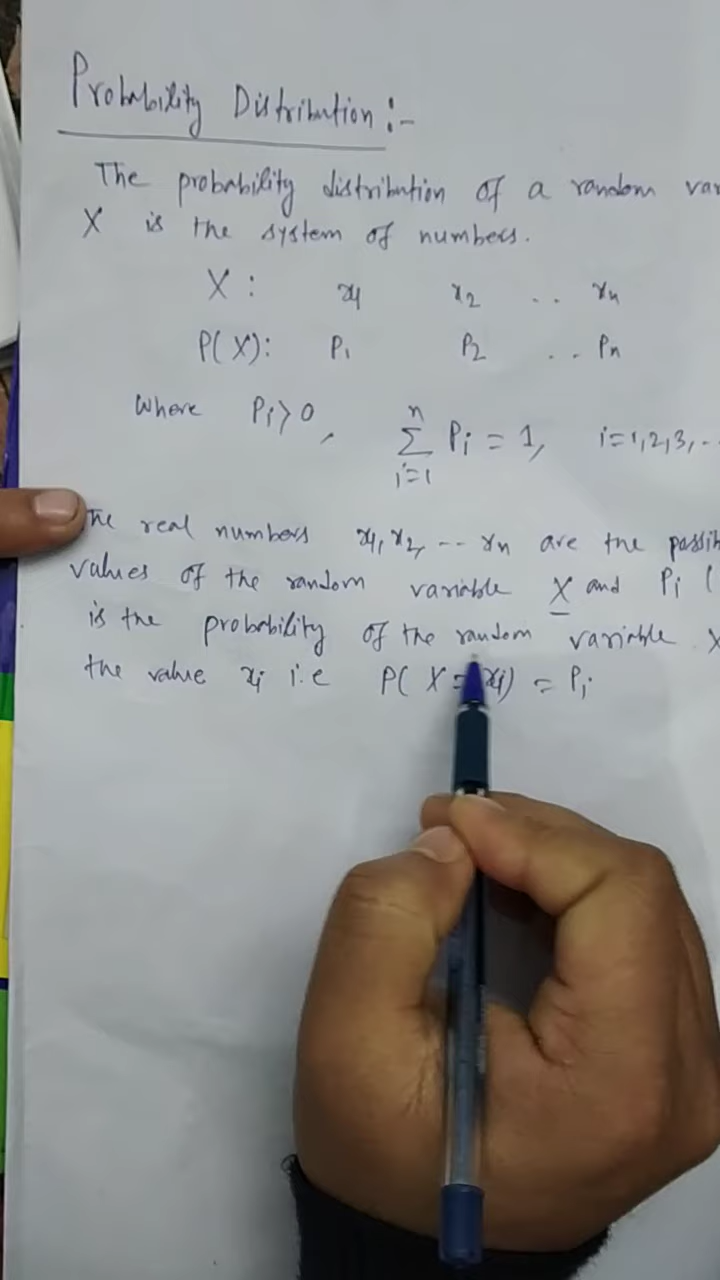 Probability Distribution :-
The probability distribution of a random var
X is the system of numbers.
X : x1 x2 .. xn
P(X): P1 P2 .. Pn
Where Pi > 0, n∑i=1 Pi = 1, i=1,2,3,..
The real numbers x1, x2, -- xn are the possib
values of the random variable X and Pi (
is the probability of the random variable X
the value xi i.e P( X = xi) = Pi